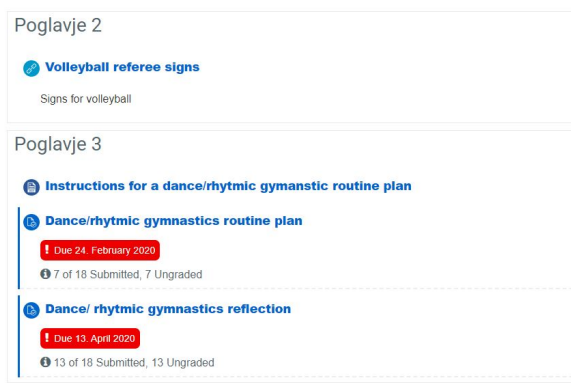 Poglavje 2
Volleyball referee signs
Signs for volleyball
Poglavje 3
Instructions for a dance/rhytmic gymanstic routine plan
Dance/rhytmic gymnastics routine plan
! Due 24. February 2020
7 of 18 Submitted, 7 Ungraded
Dance/ rhytmic gymnastics reflection
! Due 13. April 2020
13 of 18 Submitted, 13 Ungraded